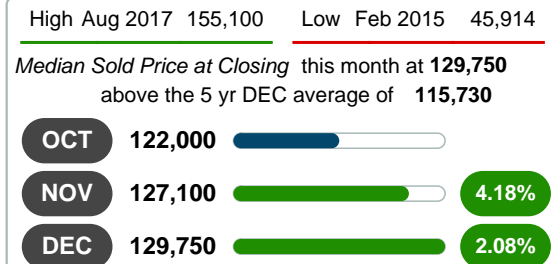 High Aug 2017 155,100 Low Feb 2015 45,914
Median Sold Price at Closing this month at 129,750
above the 5 yr DEC average of 115,730
OCT 122,000
NOV 127,100 4.18%
DEC 129,750 2.08%